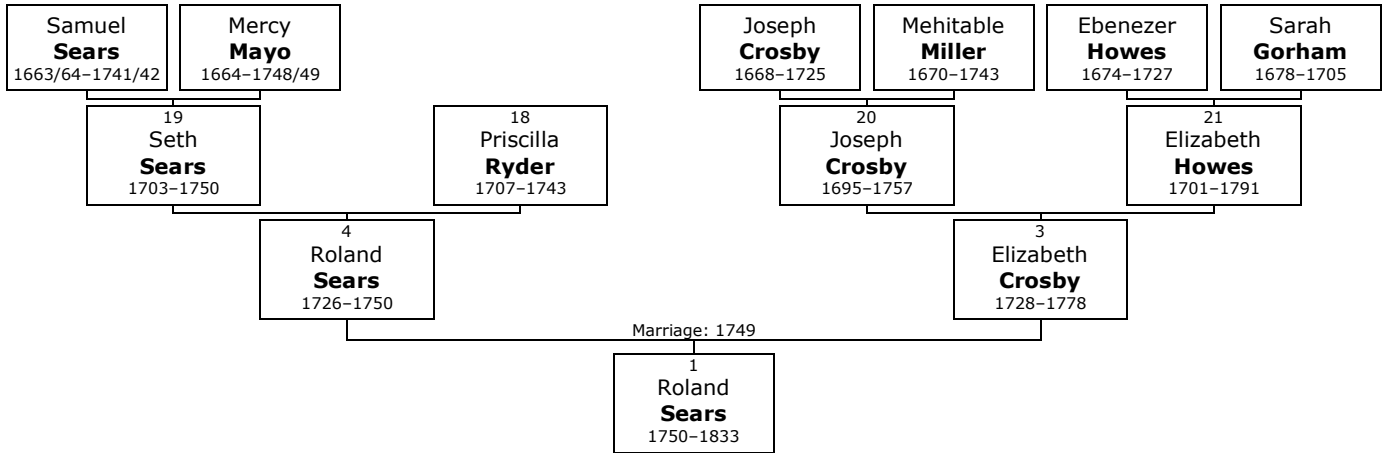 Samuel
Sears
1663/64–1741/42
Mercy
Mayo
1664–1748/49
Joseph
Crosby
1668–1725
Mehitable
Miller
1670–1743
Ebenezer
Howes
1674–1727
Sarah
Gorham
1678–1705
19
Seth
Sears
1703–1750
18
Priscilla
Ryder
1707–1743
20
Joseph
Crosby
1695–1757
21
Elizabeth
Howes
1701–1791
4
Roland
Sears
1726–1750
3
Elizabeth
Crosby
1728–1778
Marriage: 1749
1
Roland
Sears
1750–1833